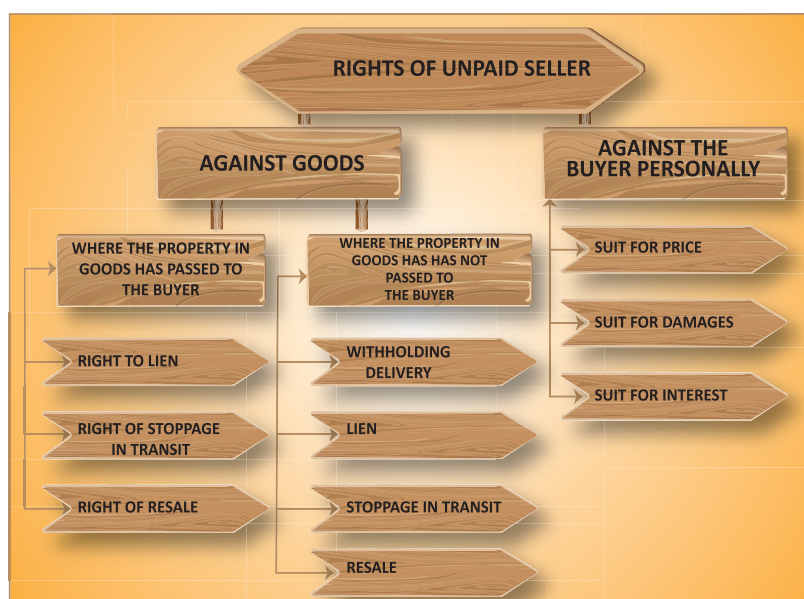 RIGHTS OF UNPAID SELLER
AGAINST GOODS
AGAINST THE
BUYER PERSONALLY
WHERE THE PROPERTY IN
GOODS HAS PASSED TO
THE BUYER
RIGHT TO LIEN
RIGHT OF STOPPAGE
IN TRANSIT
RIGHT OF RESALE
WHERE THE PROPERTY IN
GOODS HAS HAS NOT
PASSED TO
THE BUYER
WITHHOLDING
DELIVERY
LIEN
STOPPAGE IN TRANSIT
RESALE
SUIT FOR PRICE
SUIT FOR DAMAGES
SUIT FOR INTEREST